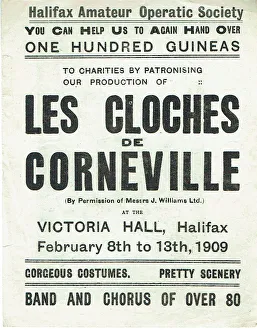 Halifax Amateur Operatic Society
YOU CAN HELP US TO AGAIN HAND OVER
ONE HUNDRED GUINEAS
TO CHARITIES BY PATRONISING
OUR PRODUCTION OF ::
LES CLOCHES
DE
CORNEVILLE
(By Permission of Messrs J. Williams Ltd.)
AT THE
VICTORIA HALL, Halifax
February 8th to 13th, 1909
GORGEOUS COSTUMES. PRETTY SCENERY
BAND AND CHORUS OF OVER 80